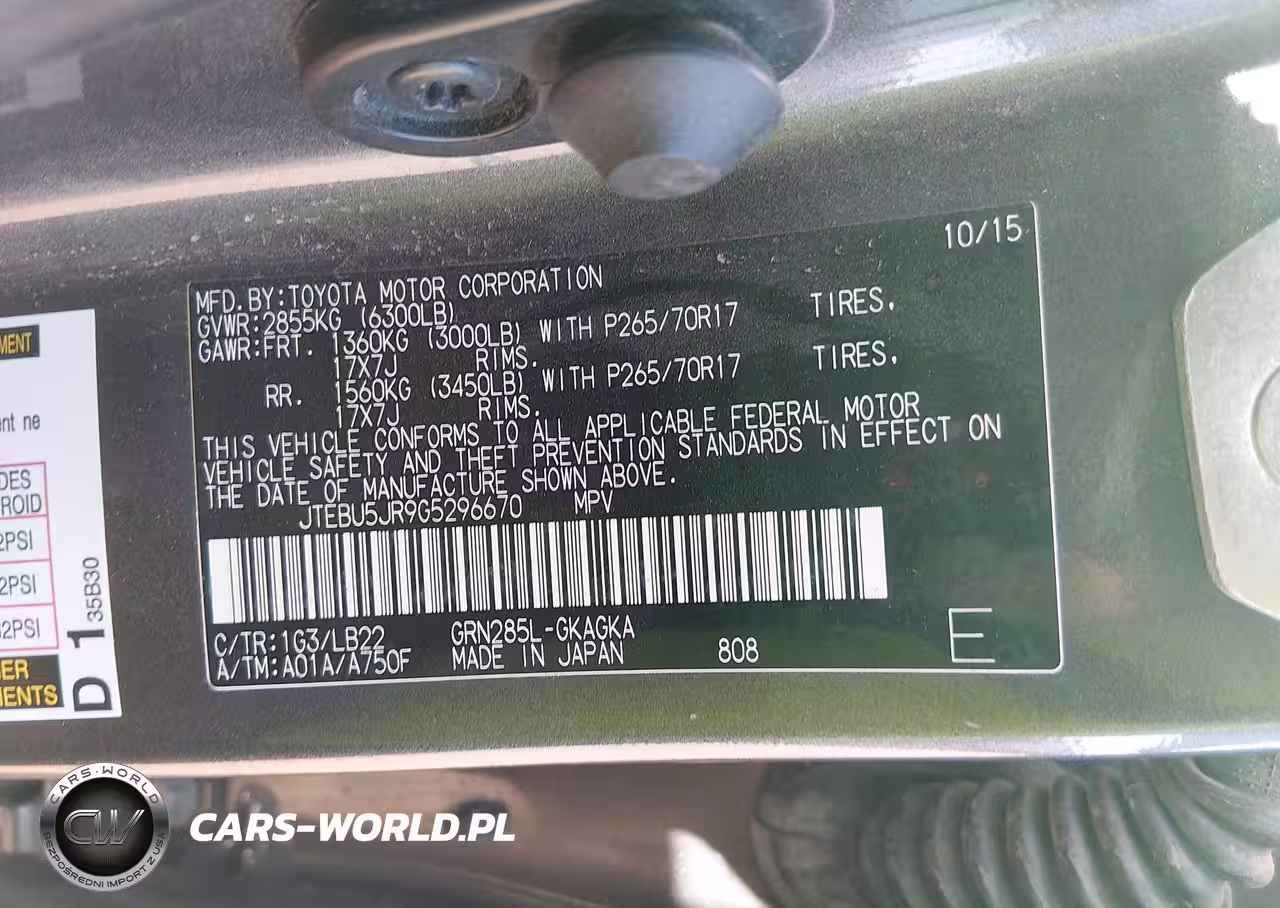 10/15
MFD.BY:TOYOTA MOTOR CORPORATION
GVWR:2855KG (6300LB)
GAWR:FRT. 1360KG (3000LB) WITH P265/70R17 TIRES.
17X7J RIMS.
RR. 1560KG (3450LB) WITH P265/70R17 TIRES.
17X7J RIMS.
THIS VEHICLE CONFORMS TO ALL APPLICABLE FEDERAL MOTOR
VEHICLE SAFETY AND THEFT PREVENTION STANDARDS IN EFFECT ON
THE DATE OF MANUFACTURE SHOWN ABOVE.
JTEBU5JR9G5296670 MPV
C/TR:1G3/LB22 GRN285L-GKAGKA
A/TM:A01A/A750F MADE IN JAPAN 808 E
MENT
ent ne
DES
ROID
2PSI
2PSI
32PSI
ER
MENTS
D 1 35B30
CARS-WORLD
CW
BEZPOŚREDNI IMPORT Z USA
CARS-WORLD.PL